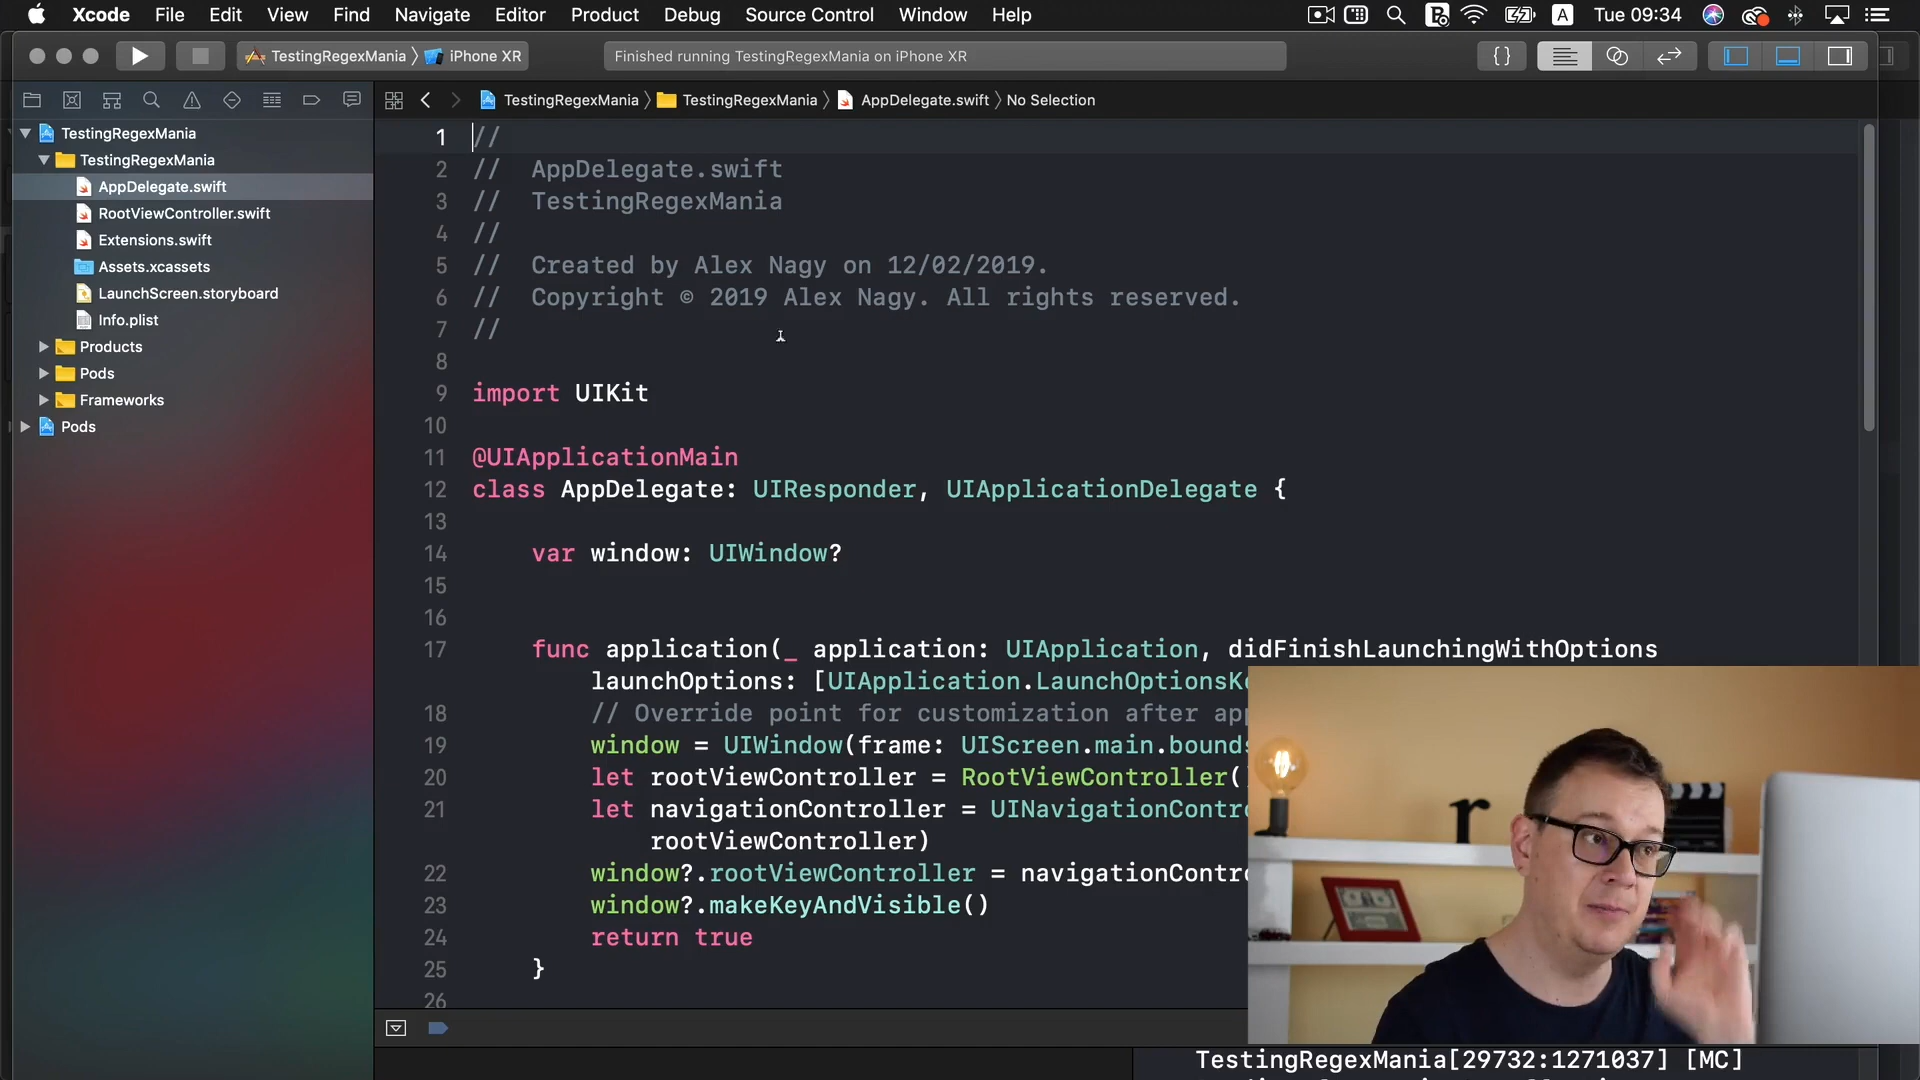 Xcode File Edit View Find Navigate Editor Product Debug Source Control Window Help A Tue 09:34
TestingRegexMania iPhone XR
Finished running TestingRegexMania on iPhone XR
{}
TestingRegexMania TestingRegexMania AppDelegate.swift No Selection
TestingRegexMania
TestingRegexMania
AppDelegate.swift
RootViewController.swift
Extensions.swift
Assets.xcassets
LaunchScreen.storyboard
Info.plist
Products
Pods
Frameworks
Pods
1 //
2 // AppDelegate.swift
3 // TestingRegexMania
4 //
5 // Created by Alex Nagy on 12/02/2019.
6 // Copyright © 2019 Alex Nagy. All rights reserved.
7 //
8
9 import UIKit
10
11 @UIApplicationMain
12 class AppDelegate: UIResponder, UIApplicationDelegate {
13
14 var window: UIWindow?
15
16
17 func application(_ application: UIApplication, didFinishLaunchingWithOptions
launchOptions: [UIApplication.LaunchOptionsK
18 // Override point for customization after ap
19 window = UIWindow(frame: UIScreen.main.bounds
20 let rootViewController = RootViewController(
21 let navigationController = UINavigationContr
rootViewController)
22 window?.rootViewController = navigationContr
23 window?.makeKeyAndVisible()
24 return true
25 }
26
r
TestingRegexMania[29732:1271037] [MC]